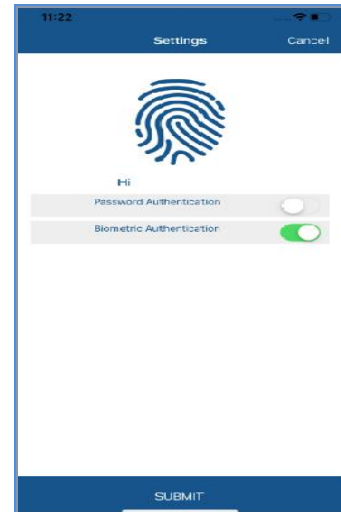 11:22
Settings
Cancel
Hi
Password Authentication
Biometric Authentication
SUBMIT